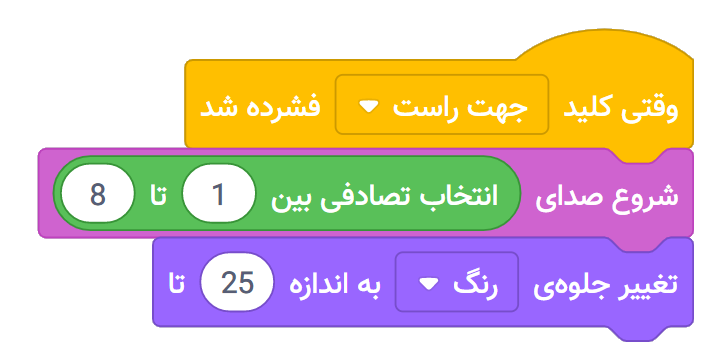 وقتی کلید جهت راست فشرده شد
شروع صدای انتخاب تصادفی بین 1 تا 8
تغییر جلوه‌ی رنگ به اندازه 25 تا